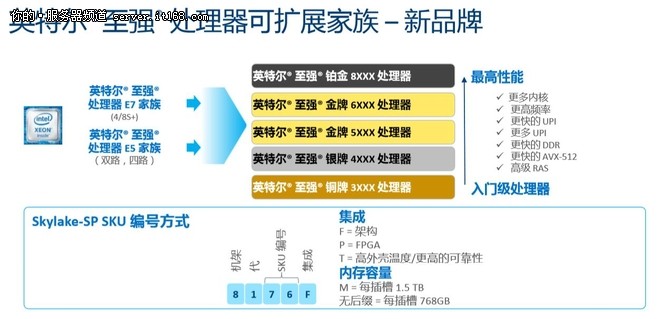 英特尔® 至强® 处理器可扩展家族 – 新品牌
你的·服务器频道 server.it168.com
英特尔® 至强®
处理器 E7 家族
(4/8S+)
英特尔® 至强®
处理器 E5 家族
(双路,四路)
intel
XEON
inside
英特尔® 至强® 铂金 8XXX 处理器
英特尔® 至强® 金牌 6XXX 处理器
英特尔® 至强® 金牌 5XXX 处理器
英特尔® 至强® 银牌 4XXX 处理器
英特尔® 至强® 铜牌 3XXX 处理器
最高性能
✓ 更多内核
✓ 更高频率
✓ 更快的 UPI
✓ 更多 UPI
✓ 更快的 DDR
✓ 更快的 AVX-512
✓ 高级 RAS
入门级处理器
Skylake-SP SKU 编号方式
机架
代
SKU 编号
集成
8 1 7 6 F
集成
F = 架构
P = FPGA
T = 高外壳温度/更高的可靠性
内存容量
M = 每插槽 1.5 TB
无后缀 = 每插槽 768GB